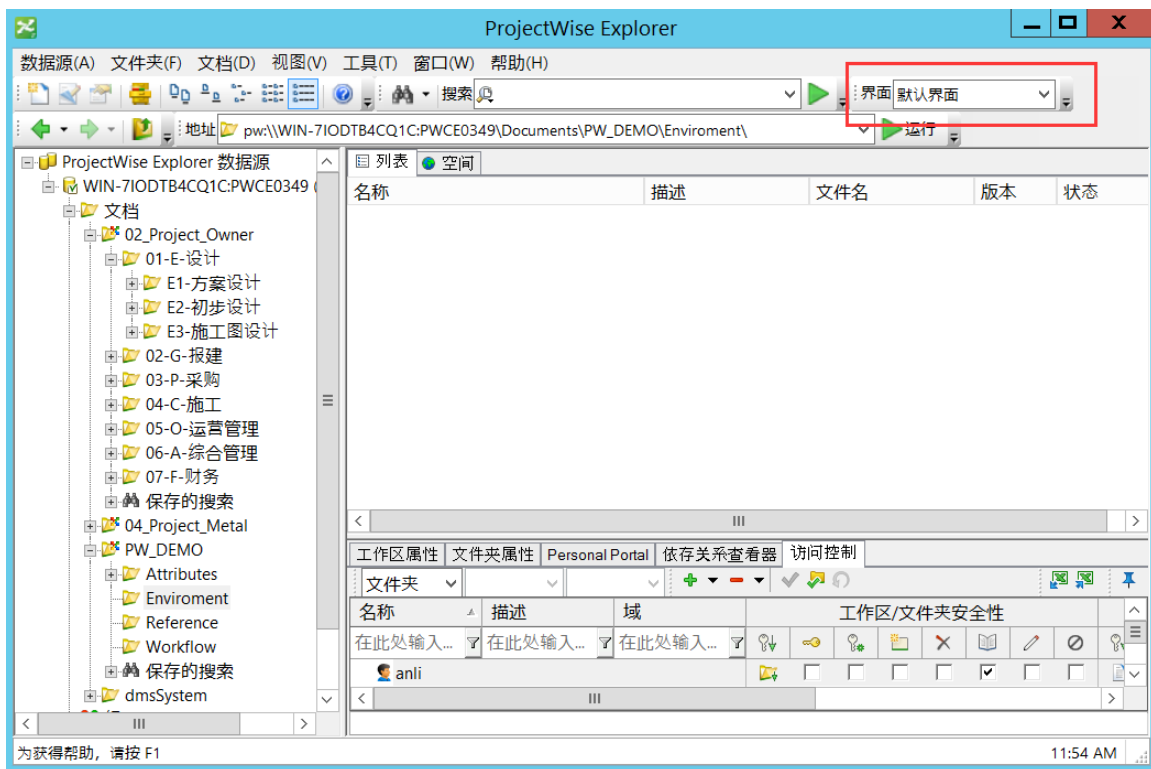 ProjectWise Explorer
数据源(A) 文件夹(F) 文档(D) 视图(V) 工具(T) 窗口(W) 帮助(H)
搜索 界面 默认界面
地址 pw:\\WIN-7IODTB4CQ1C:PWCE0349\Documents\PW_DEMO\Enviroment\ 运行
ProjectWise Explorer 数据源
WIN-7IODTB4CQ1C:PWCE0349 (
文档
02_Project_Owner
01-E-设计
E1-方案设计
E2-初步设计
E3-施工图设计
02-G-报建
03-P-采购
04-C-施工
05-O-运营管理
06-A-综合管理
07-F-财务
保存的搜索
04_Project_Metal
PW_DEMO
Attributes
Enviroment
Reference
Workflow
保存的搜索
dmsSystem
列表 空间
名称 描述 文件名 版本 状态
工作区属性 文件夹属性 Personal Portal 依存关系查看器 访问控制
文件夹
名称 描述 域 工作区/文件夹安全性
在此处输入... 在此处输入... 在此处输入...
anli
为获得帮助，请按 F1 11:54 AM